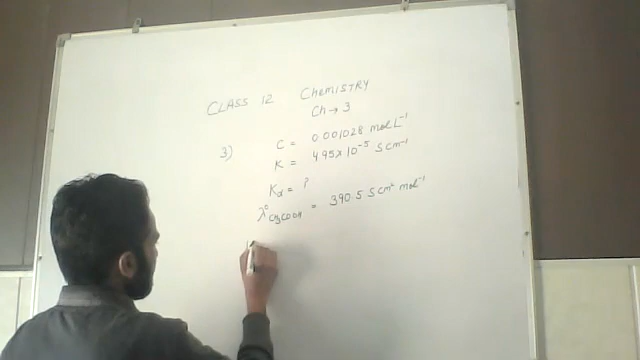 CLASS 12 CHEMISTRY
Ch → 3
3) C = 0.001028 mol L⁻¹
K = 4.95 x 10⁻⁵ S cm⁻¹
Kα = ?
λ° CH₃COOH = 390.5 S cm² mol⁻¹